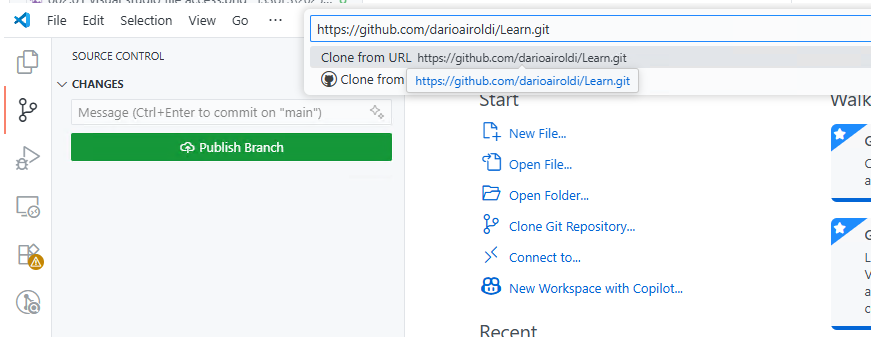 File Edit Selection View
https://github.com/darioairoldi/Learn.git
Clone from URL https://github.com/darioairoldi/Learn.git
Clone from
https://github.com/darioairoldi/Learn.git
SOURCE CONTROL
CHANGES
Message (Ctrl+Enter to commit on "main")
Publish Branch
Start
New File...
Open File...
Open Folder...
Clone Git Repository...
Connect to...
New Workspace with Copilot...
Recent
Walk